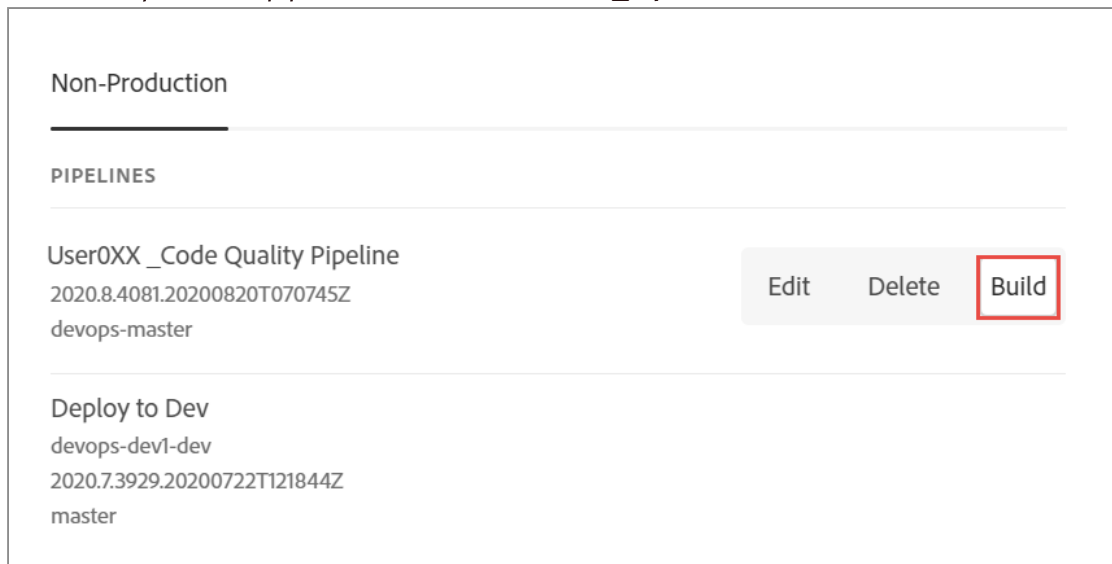 Non-Production
PIPELINES
User0XX _Code Quality Pipeline
2020.8.4081.20200820T070745Z
devops-master
Edit Delete Build
Deploy to Dev
devops-dev1-dev
2020.7.3929.20200722T121844Z
master